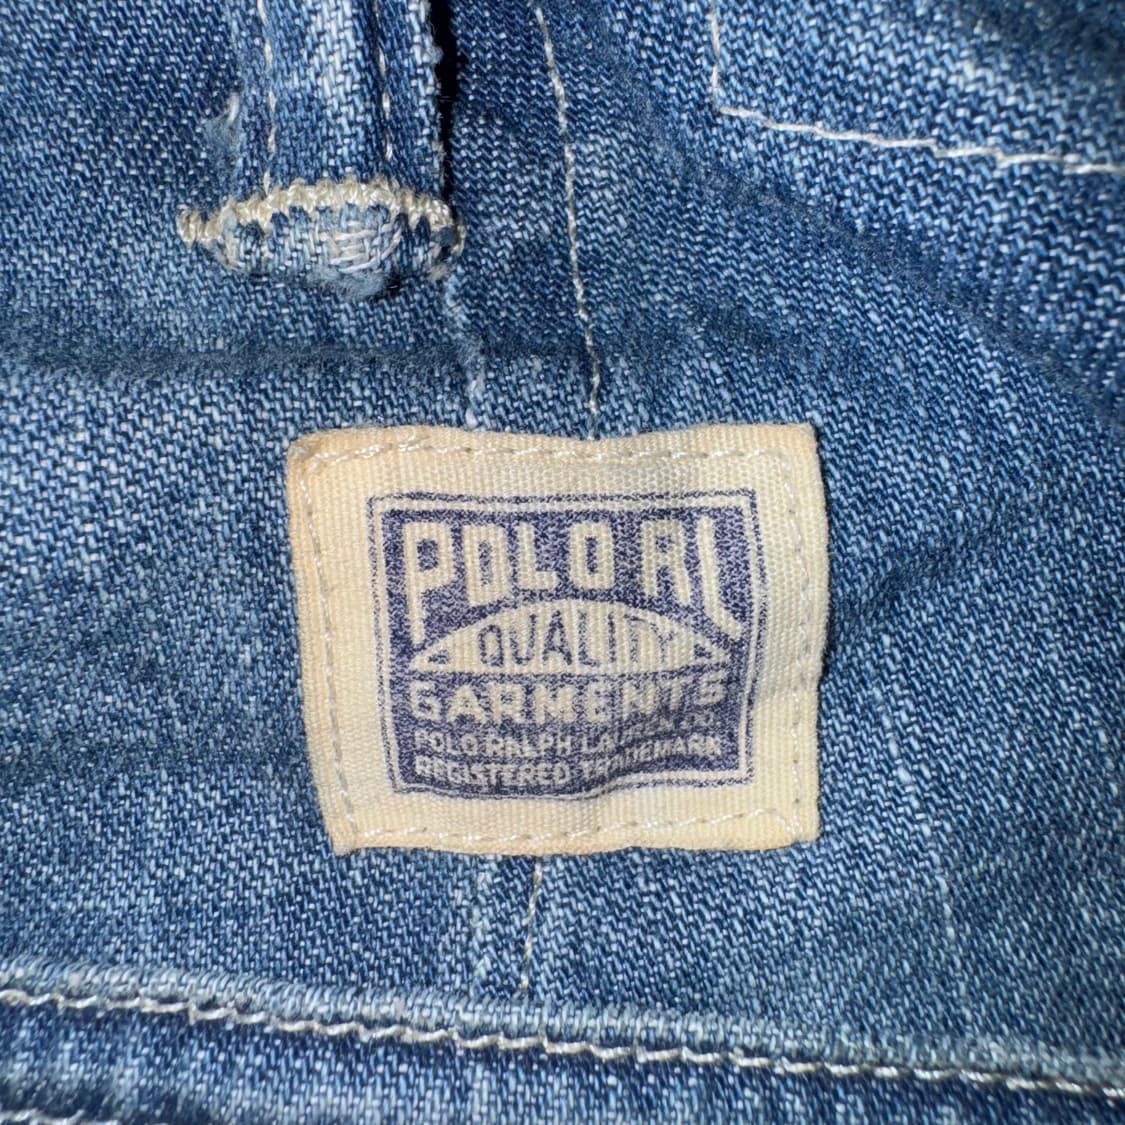 POLO RL
QUALITY
GARMENTS
POLO RALPH LAUREN CO
REGISTERED TRADEMARK